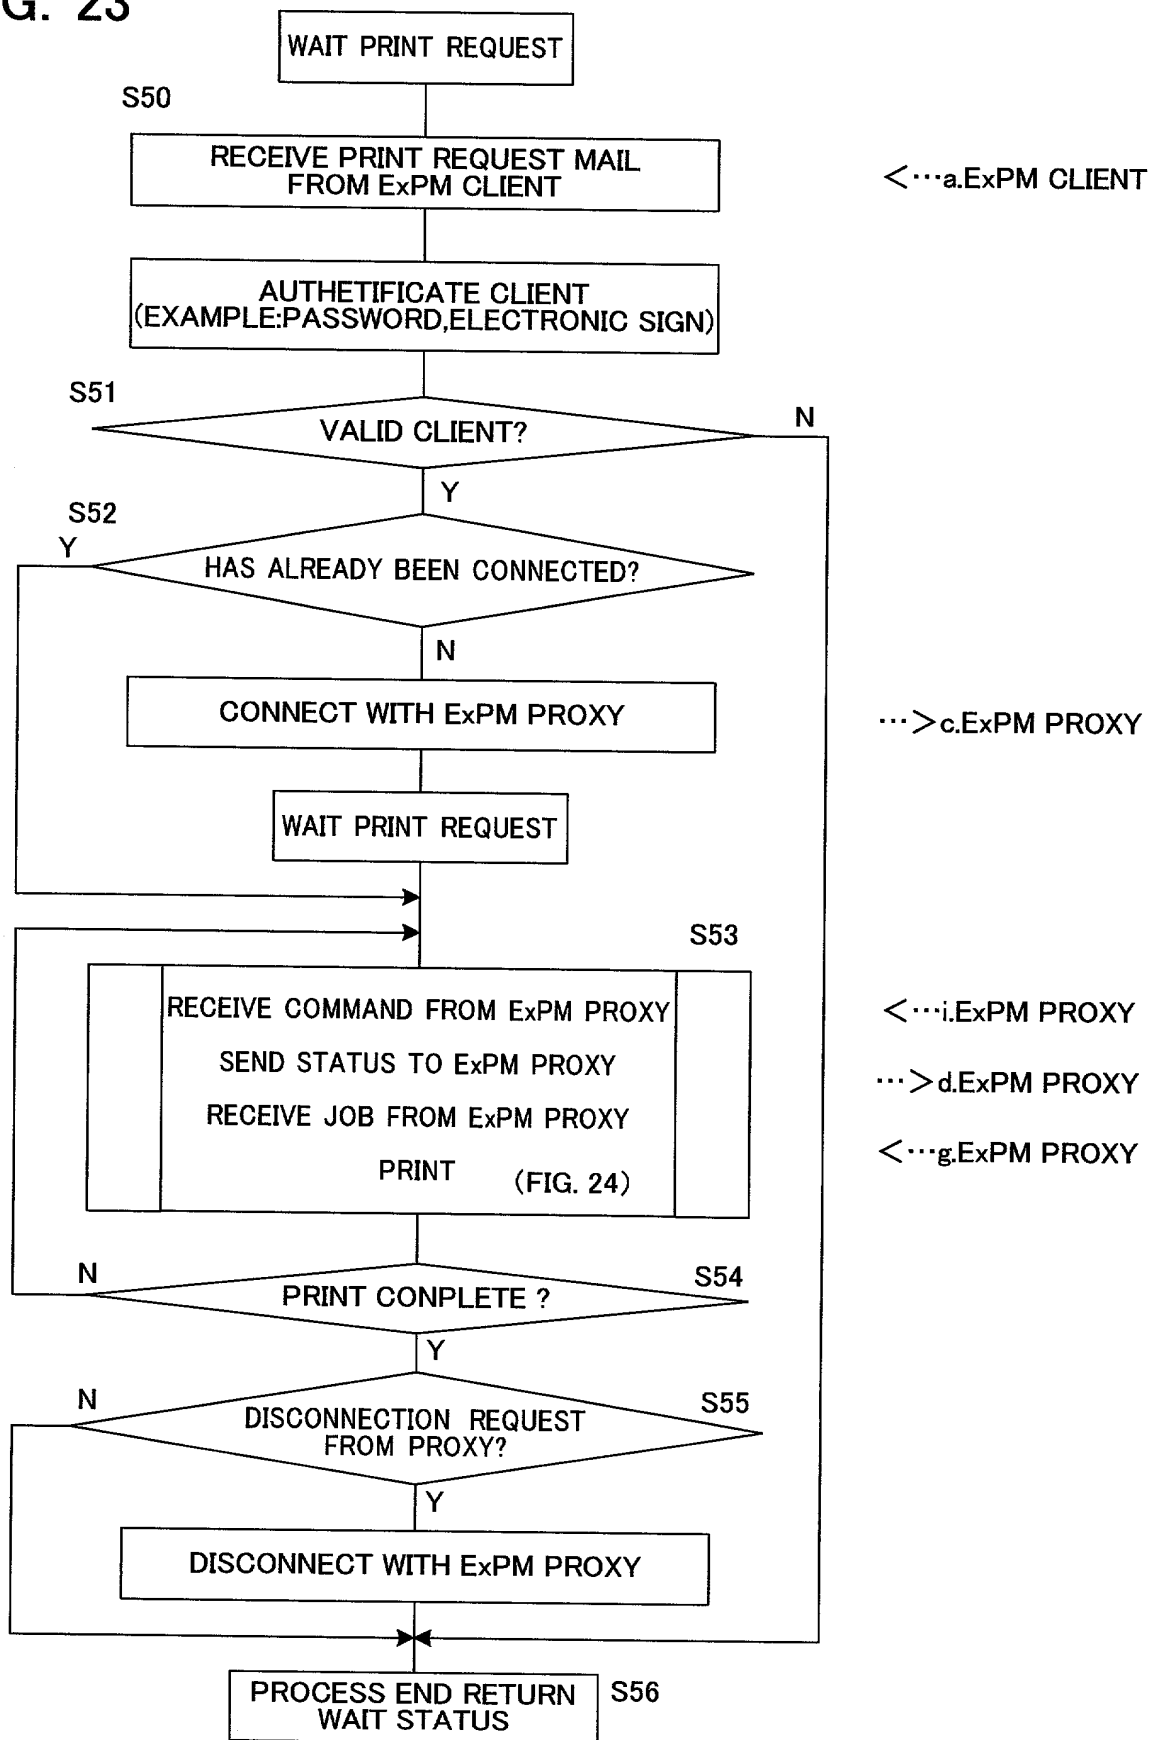 G. 23
WAIT PRINT REQUEST
S50
RECEIVE PRINT REQUEST MAIL
FROM ExPM CLIENT
<···a.ExPM CLIENT
AUTHETIFICATE CLIENT
(EXAMPLE:PASSWORD,ELECTRONIC SIGN)
S51
VALID CLIENT?
N
Y
S52
Y
HAS ALREADY BEEN CONNECTED?
N
CONNECT WITH ExPM PROXY
···>c.ExPM PROXY
WAIT PRINT REQUEST
S53
RECEIVE COMMAND FROM ExPM PROXY
<···i.ExPM PROXY
SEND STATUS TO ExPM PROXY
···>d.ExPM PROXY
RECEIVE JOB FROM ExPM PROXY
<···g.ExPM PROXY
PRINT (FIG. 24)
N
S54
PRINT CONPLETE ?
Y
N
S55
DISCONNECTION REQUEST
FROM PROXY?
Y
DISCONNECT WITH ExPM PROXY
PROCESS END RETURN
WAIT STATUS
S56